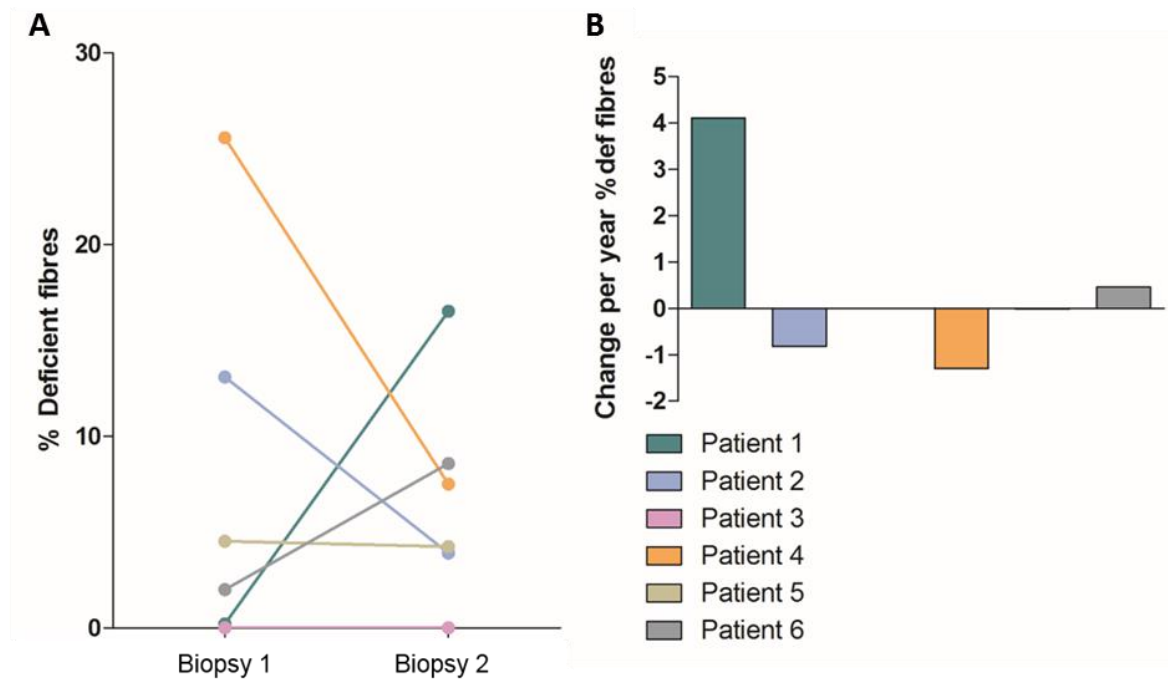 A
% Deficient fibres
30
20
10
0
Biopsy 1
Biopsy 2
B
Change per year % def fibres
5
4
3
2
1
0
-1
-2
Patient 1
Patient 2
Patient 3
Patient 4
Patient 5
Patient 6